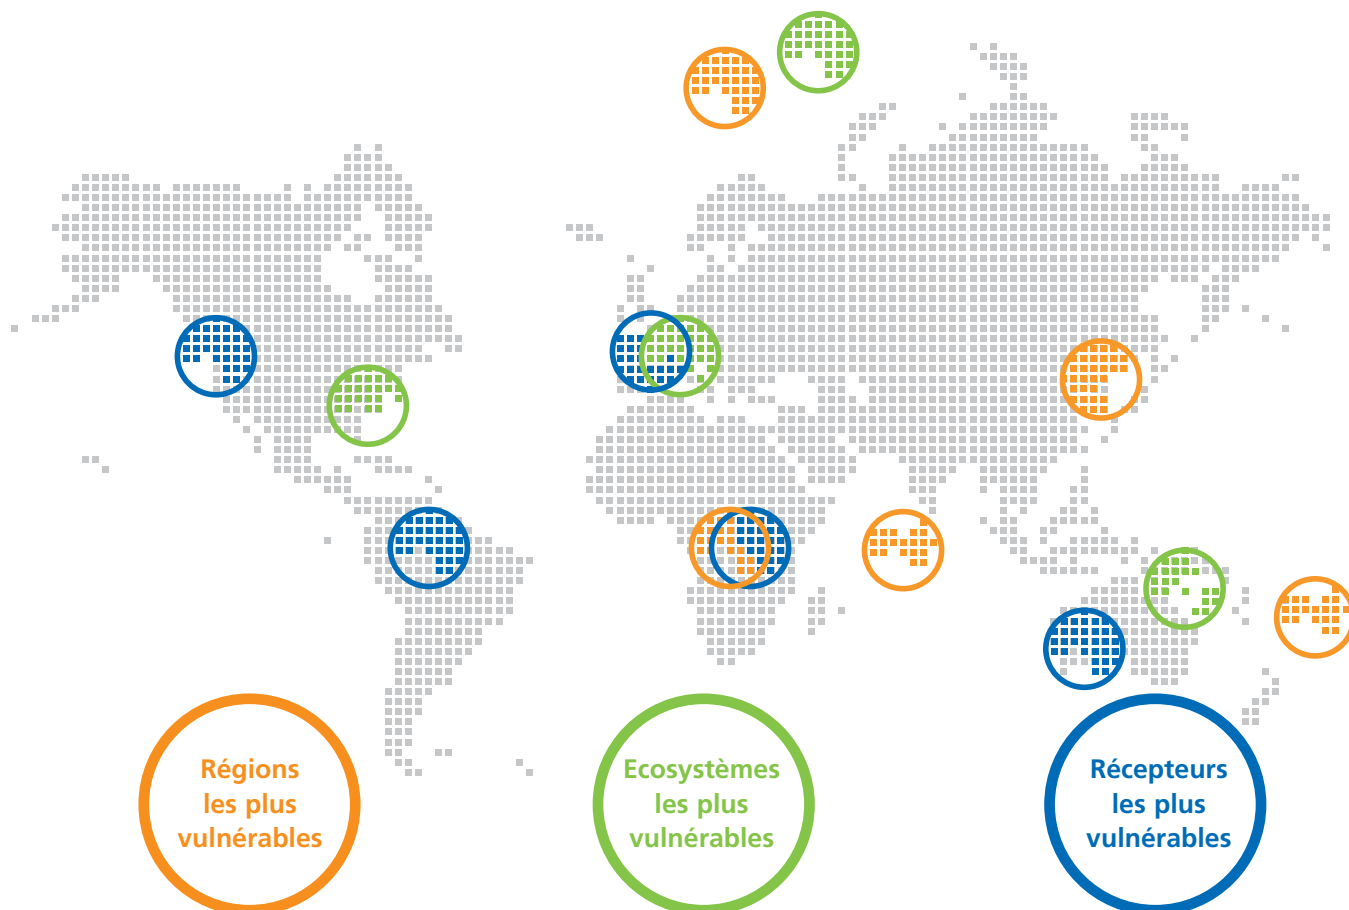 Régions
les plus
vulnérables
Ecosystèmes
les plus
vulnérables
Récepteurs
les plus
vulnérables